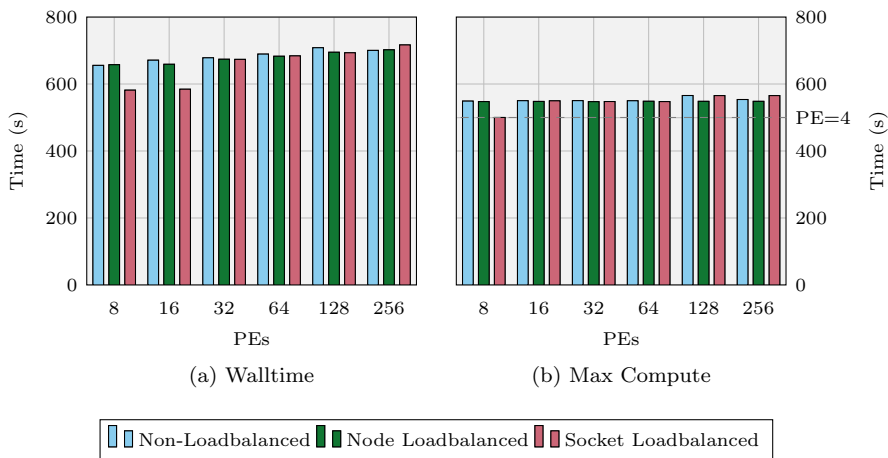 800
600
400
200
0
Time (s)
8 16 32 64 128 256
PEs
(a) Walltime
800
600
PE=4
400
200
0
Time (s)
8 16 32 64 128 256
PEs
(b) Max Compute
Non-Loadbalanced Node Loadbalanced Socket Loadbalanced